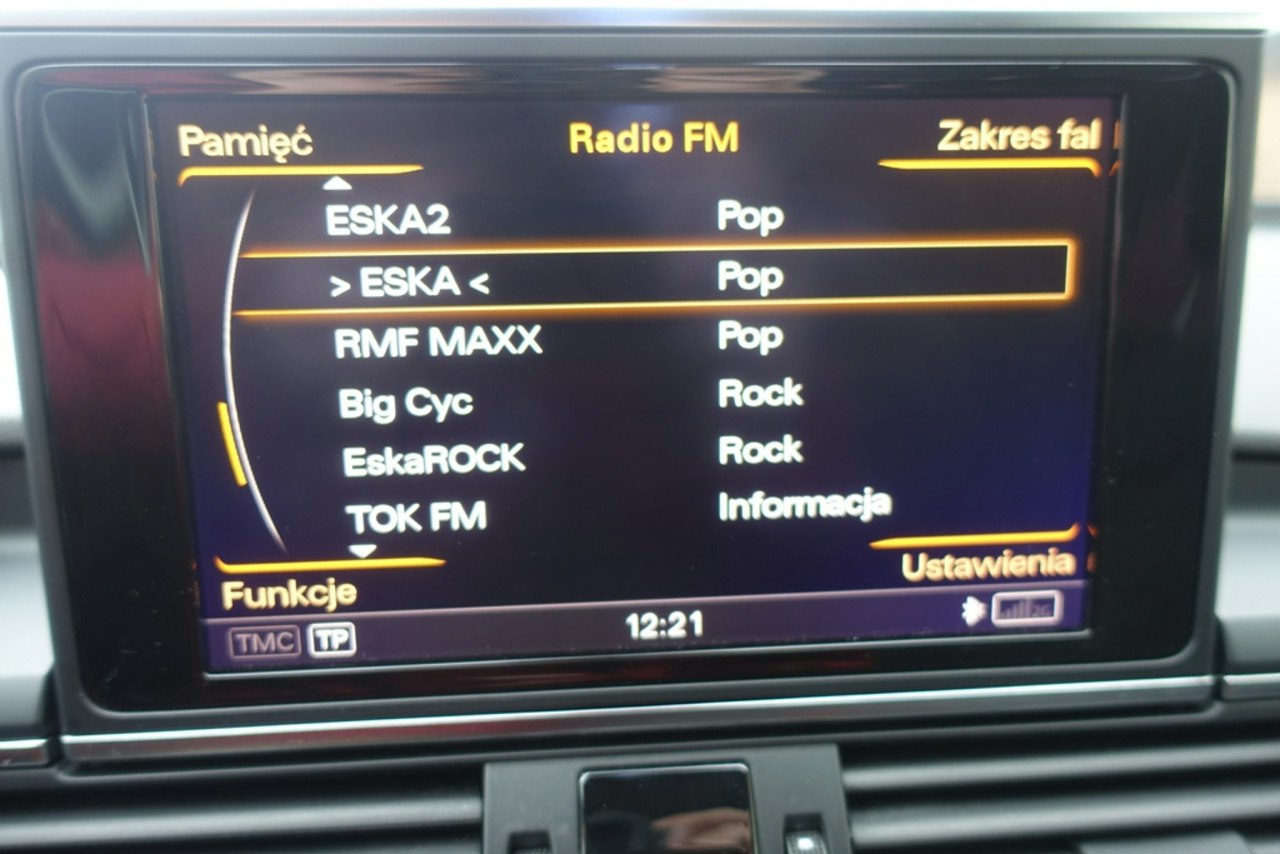 Pamięć Radio FM Zakres fal
ESKA2 Pop
> ESKA < Pop
RMF MAXX Pop
Big Cyc Rock
EskaROCK Rock
TOK FM Informacja
Funkcje Ustawienia
TMC TP 12:21 2G